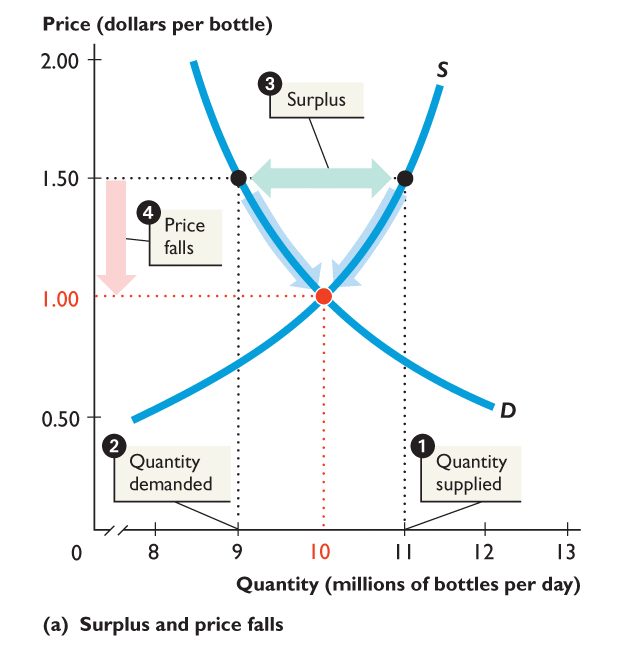 Price (dollars per bottle)
2.00
S
3
Surplus
1.50
4
Price
falls
1.00
D
0.50
2
Quantity
demanded
1
Quantity
supplied
0 8 9 10 11 12 13
Quantity (millions of bottles per day)
(a) Surplus and price falls